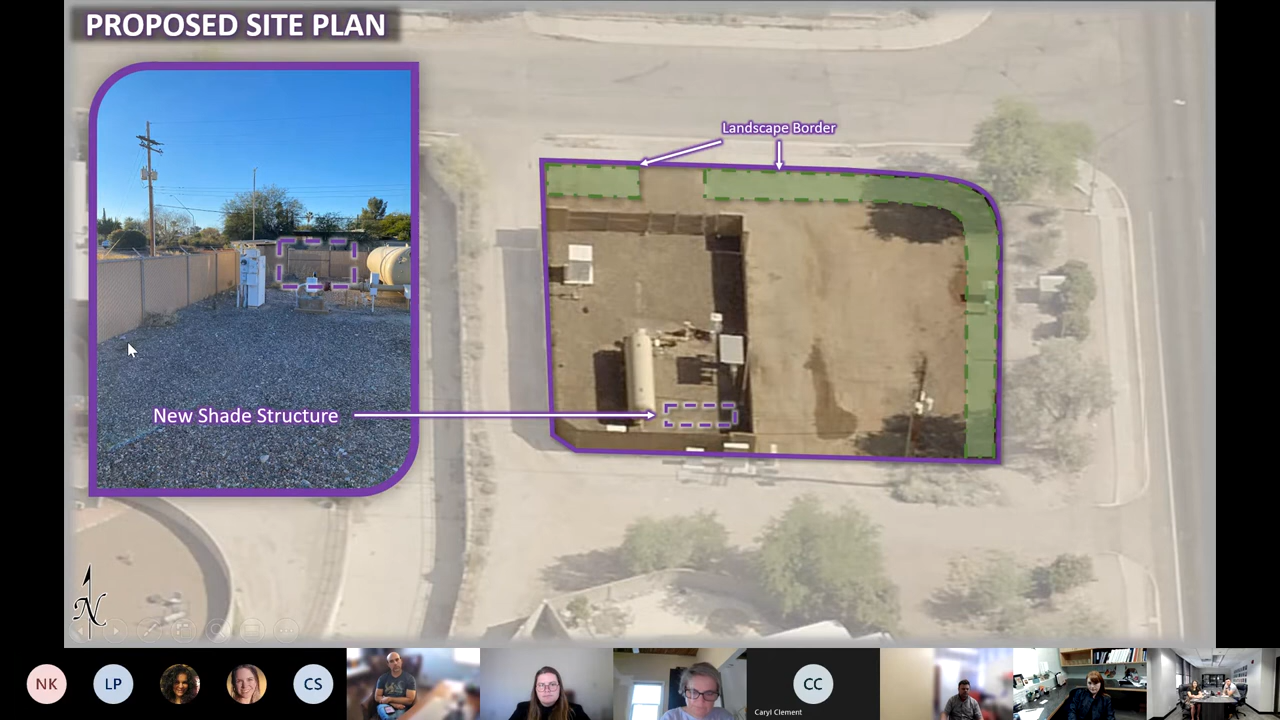 PROPOSED SITE PLAN
Landscape Border
New Shade Structure
N
NK
LP
CS
CC
Caryl Clement